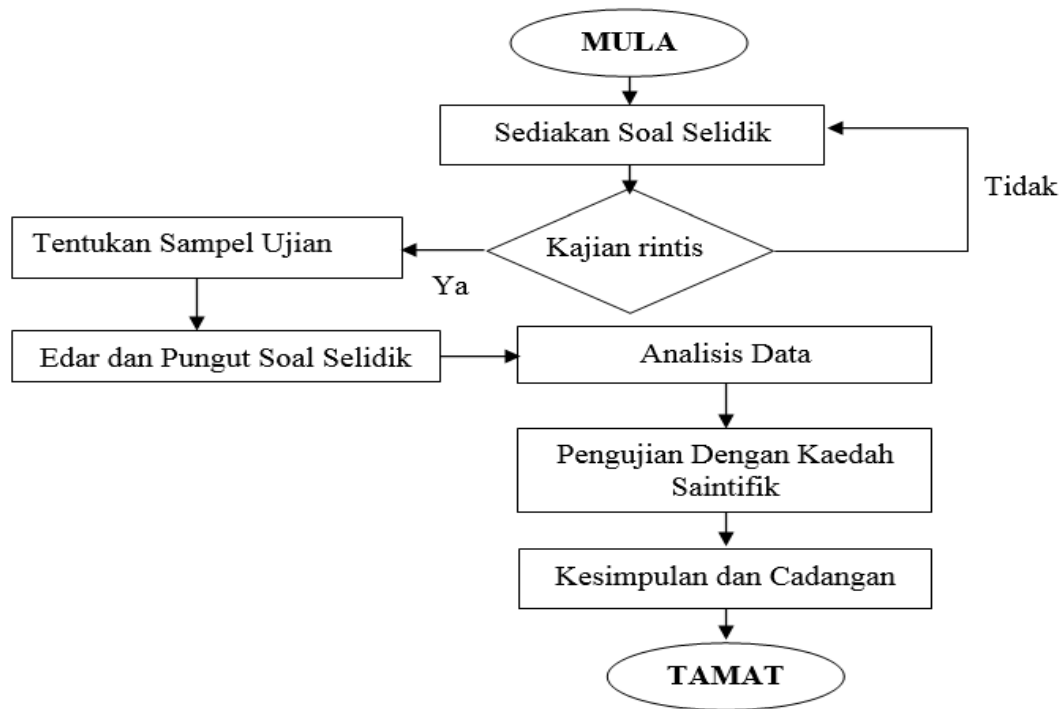 MULA
Sediakan Soal Selidik
Tidak
Kajian rintis
Ya
Tentukan Sampel Ujian
Edar dan Pungut Soal Selidik
Analisis Data
Pengujian Dengan Kaedah
Saintifik
Kesimpulan dan Cadangan
TAMAT